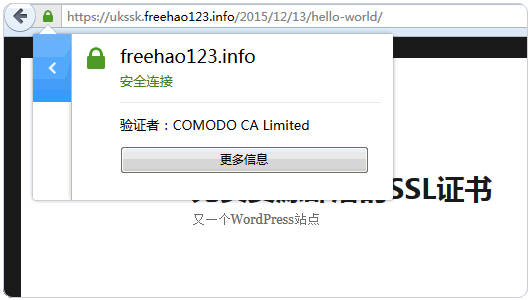 https://ukssk.freehao123.info/2015/12/13/hello-world/
freehao123.info
安全连接
验证者：COMODO CA Limited
更多信息
SSL证书
又一个WordPress站点